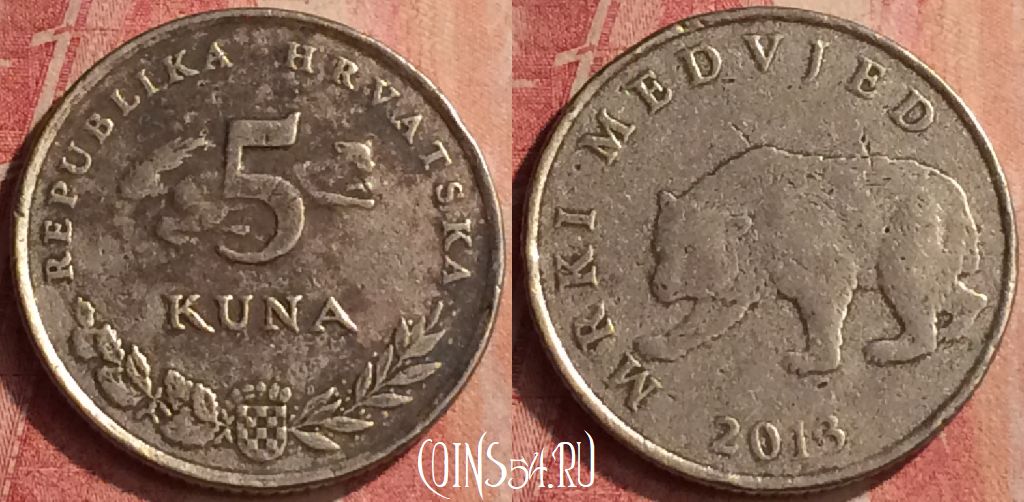 REPUBLIKA HRVATSKA
5
KUNA
MRKI MEDVJED
2013
COINS54.RU